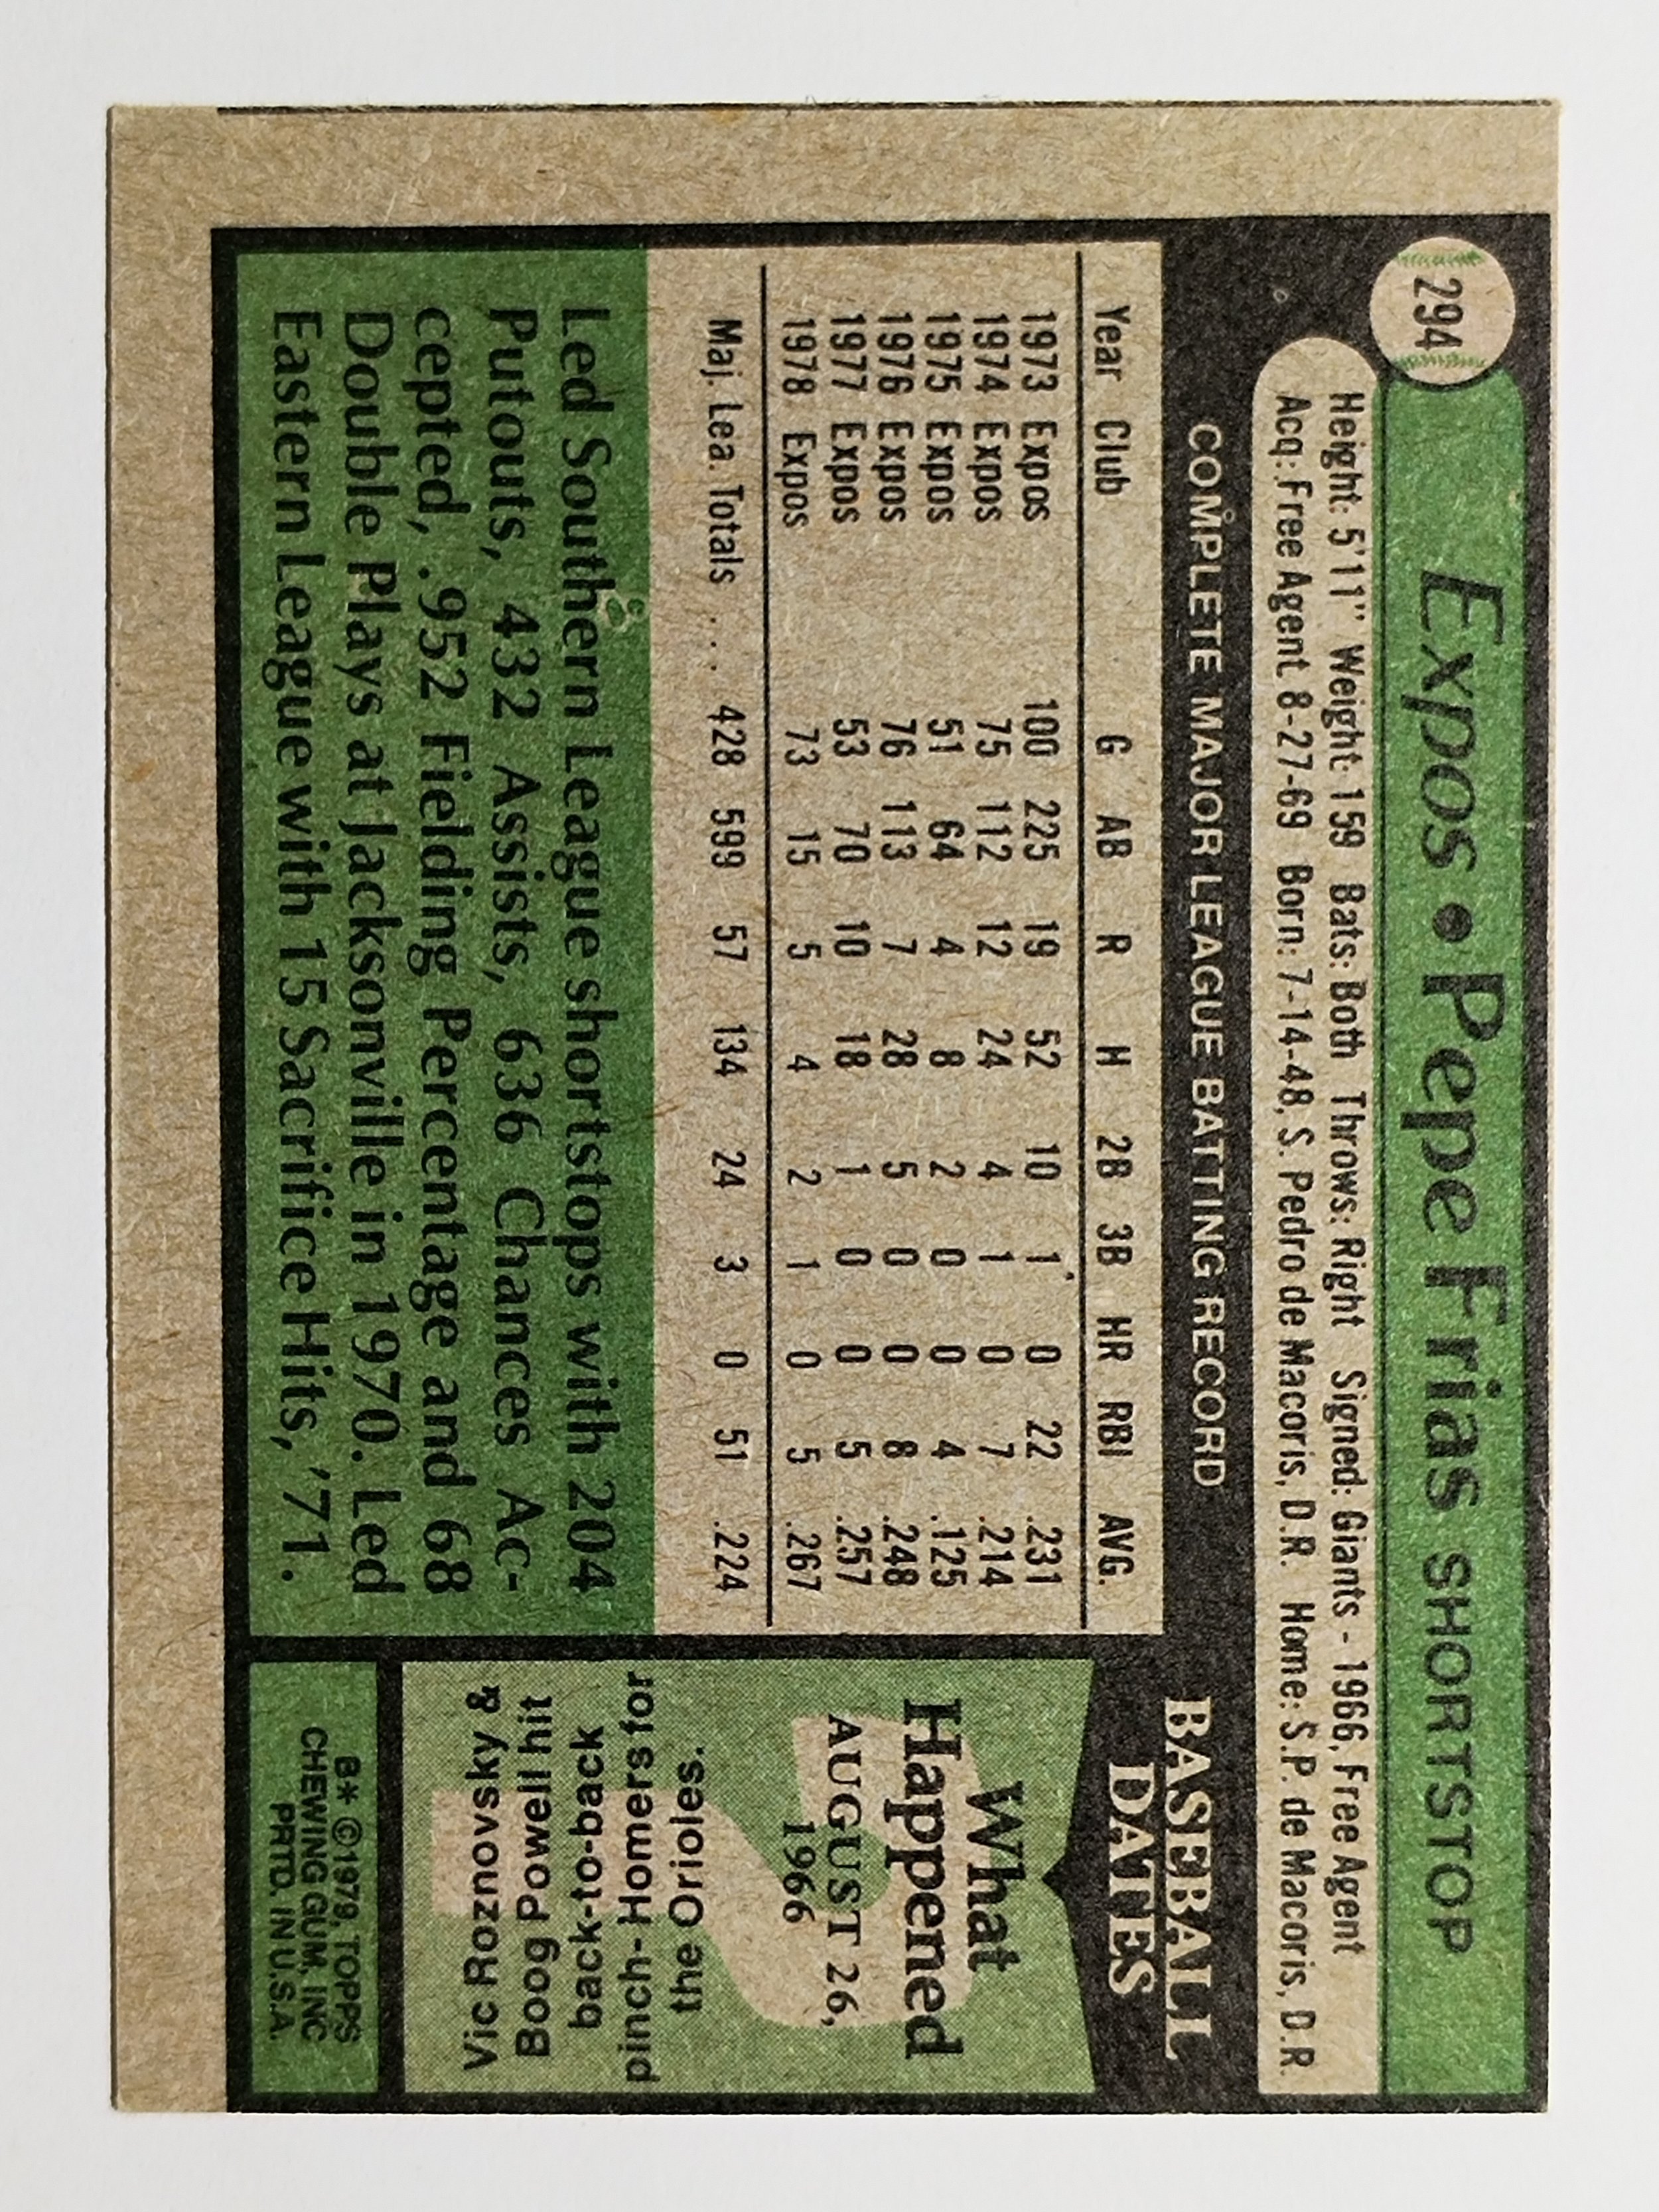 294
Expos • Pepe Frias SHORTSTOP
Height: 5'11" Weight: 159 Bats: Both Throws: Right Signed: Giants - 1966, Free Agent
Acq: Free Agent 8-27-69 Born: 7-14-48, S. Pedro de Macoris, D.R. Home: S.P. de Macoris, D.R.
COMPLETE MAJOR LEAGUE BATTING RECORD
Year Club G AB R H 2B 3B HR RBI AVG.
1973 Expos 100 225 19 52 10 1 0 22 .231
1974 Expos 75 112 12 24 4 1 0 7 .214
1975 Expos 51 64 4 8 2 0 0 4 .125
1976 Expos 76 113 7 28 5 0 0 8 .248
1977 Expos 53 70 10 18 1 0 0 5 .257
1978 Expos 73 15 5 4 2 1 0 5 .267
Maj. Lea. Totals . . . 428 599 57 134 24 3 0 51 .224
Led Southern League shortstops with 204
Putouts, 432 Assists, 636 Chances Ac-
cepted, .952 Fielding Percentage and 68
Double Plays at Jacksonville in 1970. Led
Eastern League with 15 Sacrifice Hits, '71.
BASEBALL
DATES
What
Happened
AUGUST 26,
1966
Vic Roznovsky &
Boog Powell hit
back-to-back
pinch-Homers for
the Orioles.
B* ©1979, TOPPS
CHEWING GUM, INC
PRTD. IN U.S.A.